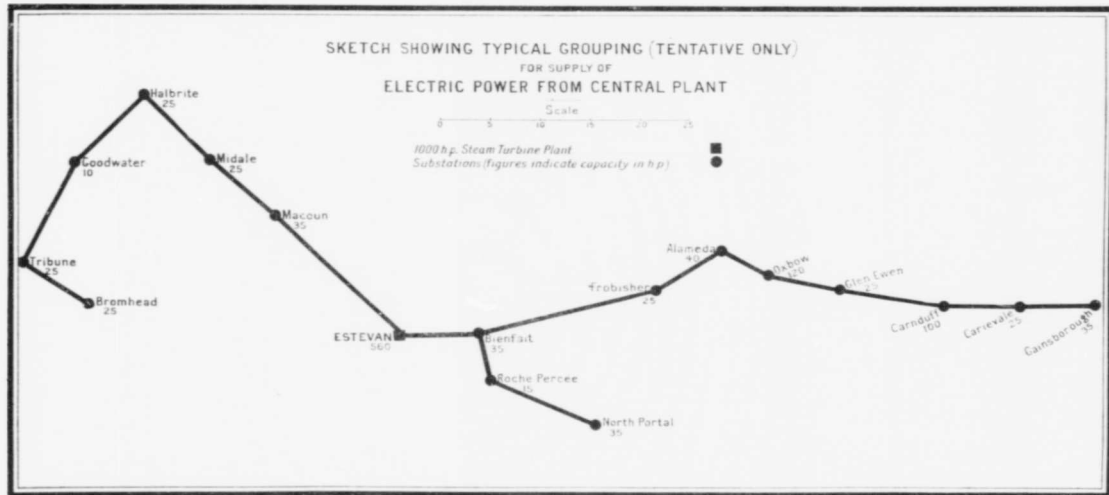 SKETCH SHOWING TYPICAL GROUPING (TENTATIVE ONLY)
FOR SUPPLY OF
ELECTRIC POWER FROM CENTRAL PLANT
Scale
0 5 10 15 20 25
1000 h.p. Steam Turbine Plant
Substations (figures indicate capacity in h.p)
Halbrite
25
Goodwater
10
Midale
25
Macoun
35
Tribune
25
Bromhead
25
ESTEVAN
560
Bienfait
35
Roche Percee
15
North Portal
35
Frobisher
25
Alameda
40
Oxbow
120
Glen Ewen
25
Carnduff
100
Carievale
25
Gainsborough
35